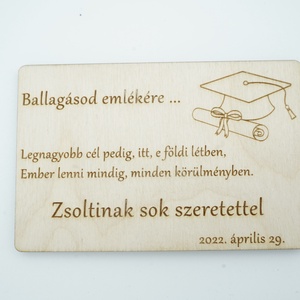 Ballagásod emlékére ...
Legnagyobb cél pedig, itt, e földi létben,
Ember lenni mindig, minden körülményben.
Zsoltinak sok szeretettel
2022. április 29.